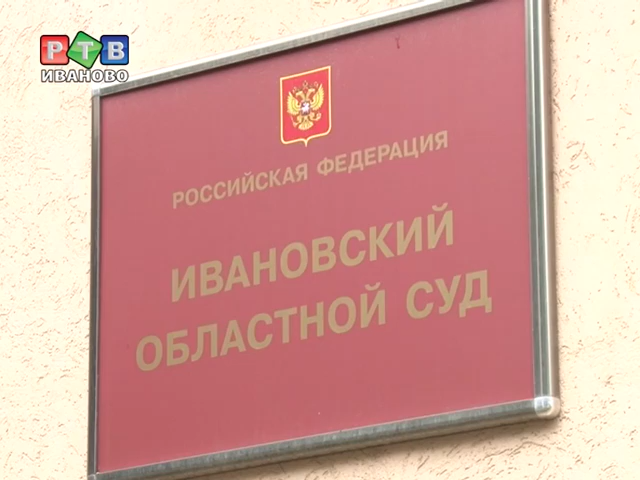 РТВ
ИВАНОВО
РОССИЙСКАЯ ФЕДЕРАЦИЯ
ИВАНОВСКИЙ
ОБЛАСТНОЙ СУД